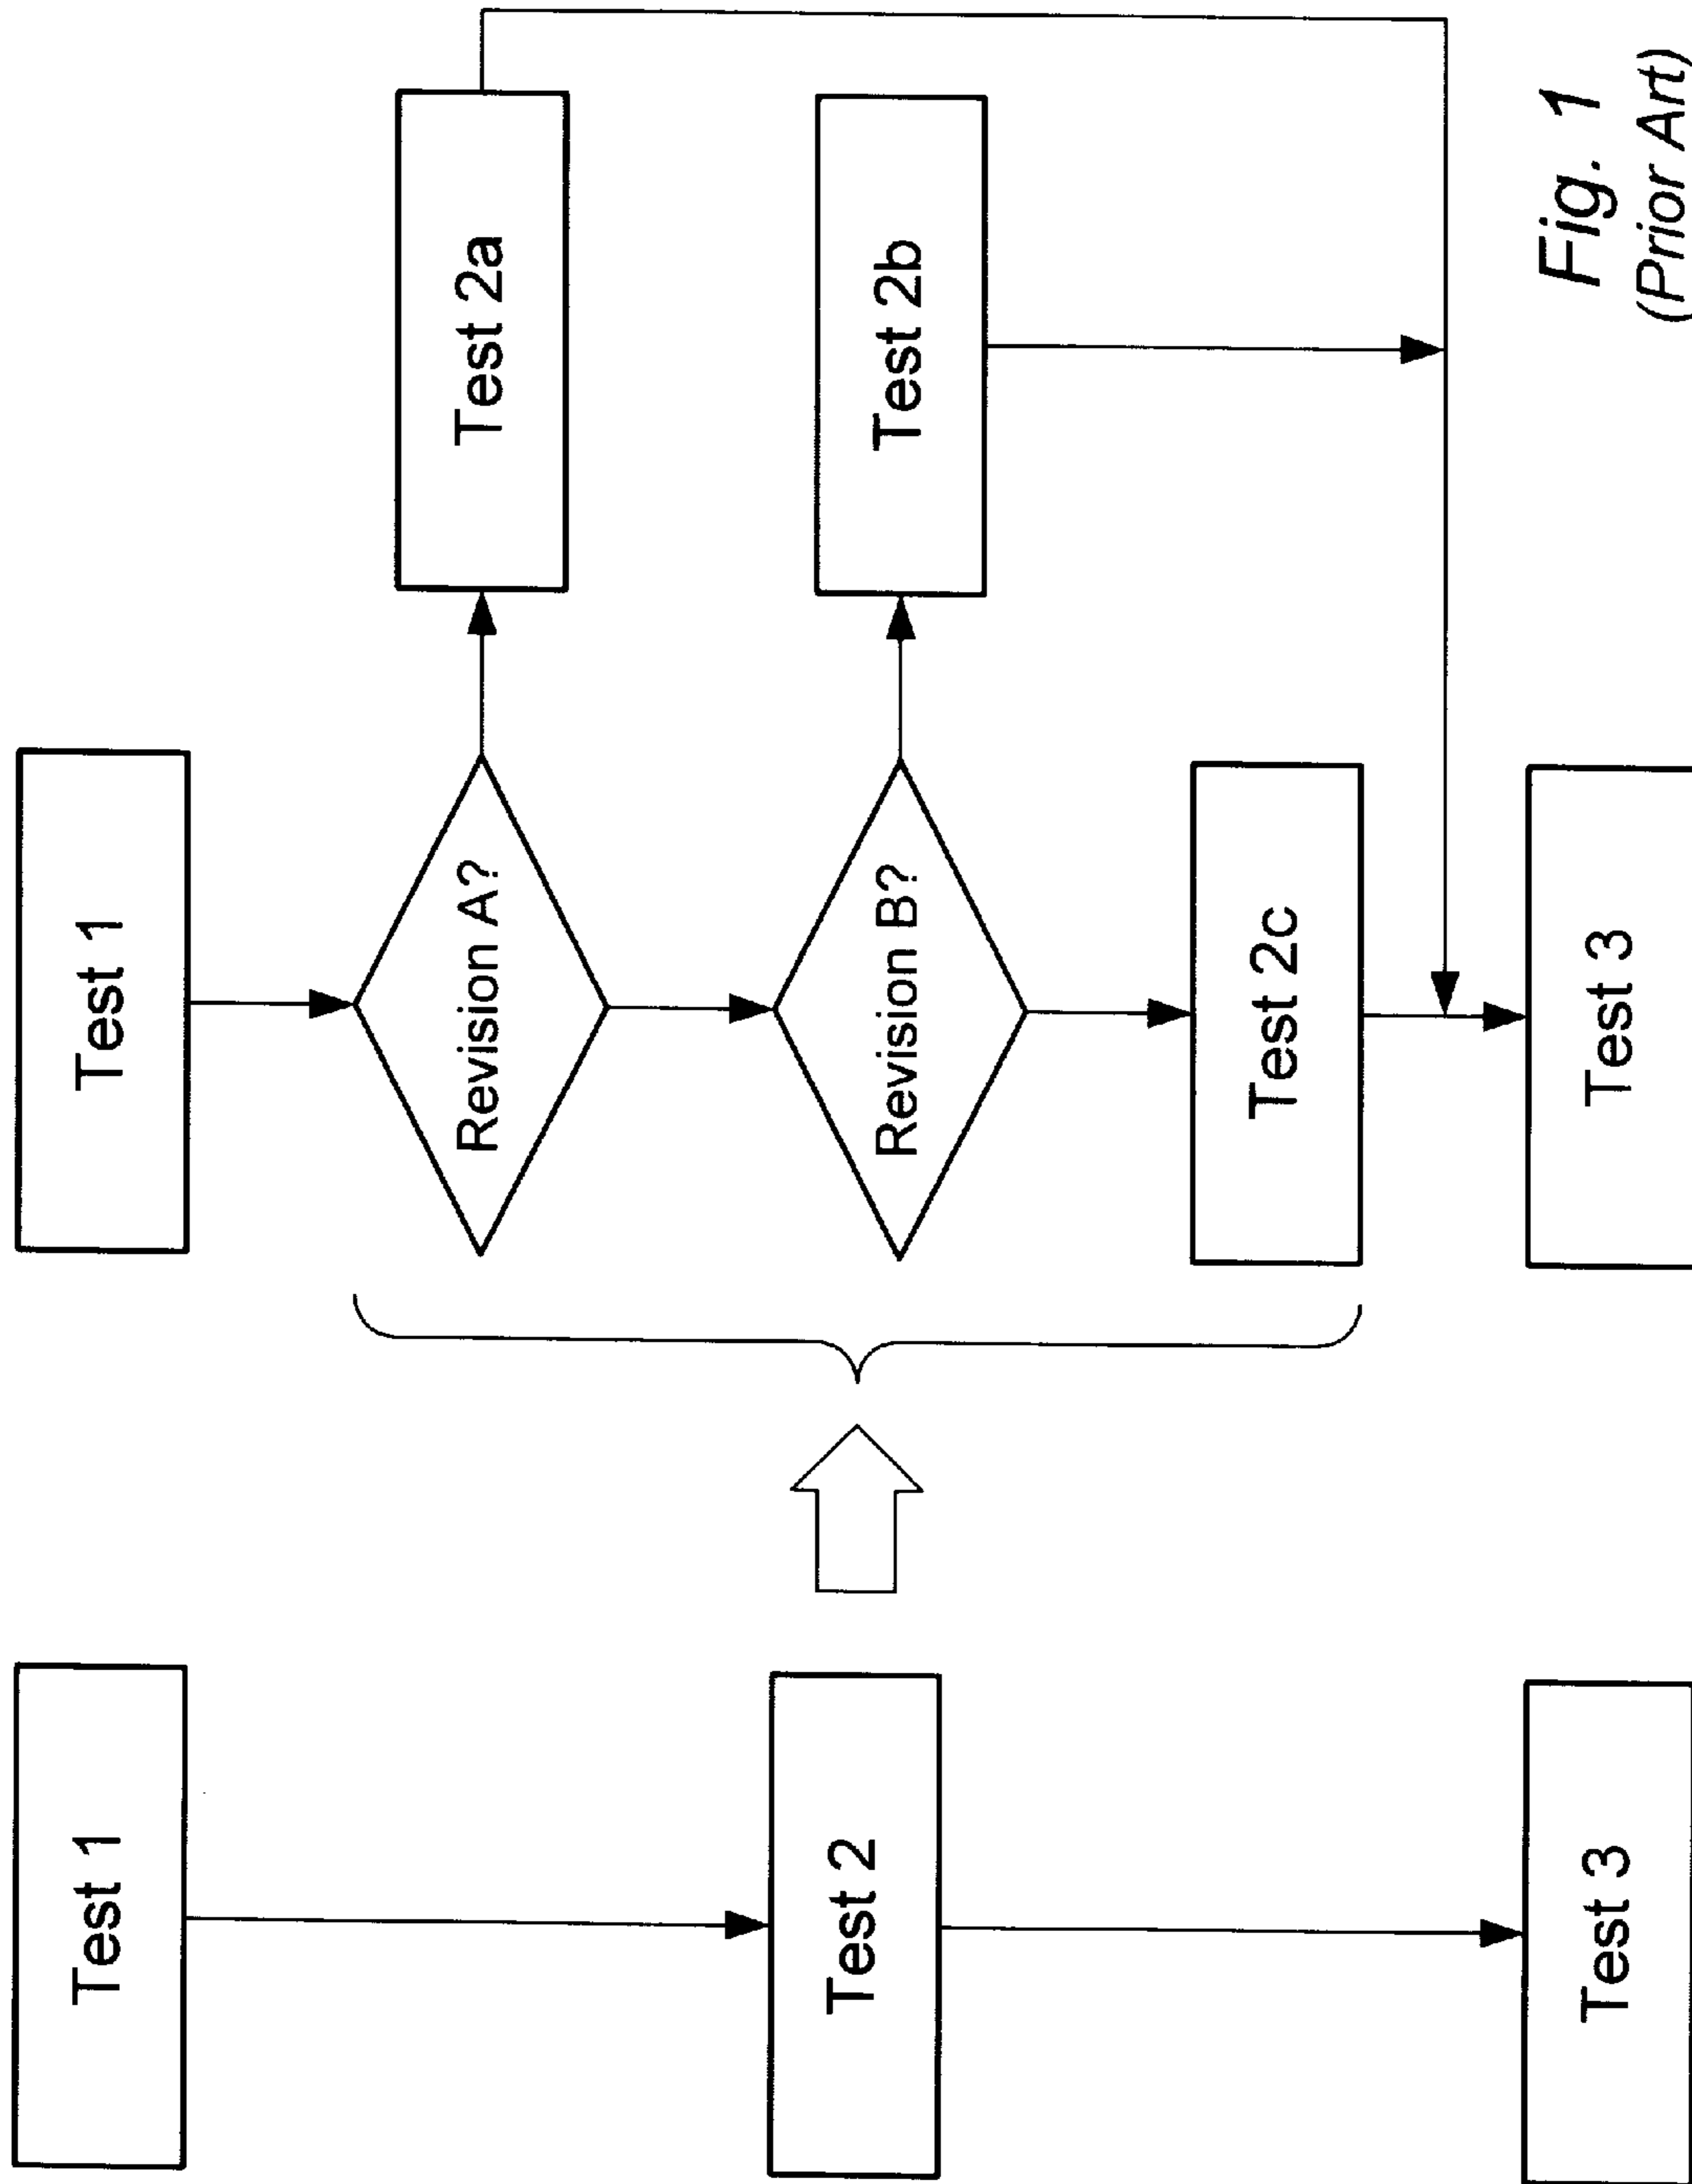 Test 1
Test 2
Test 3
Test 1
Revision A?
Test 2a
Revision B?
Test 2b
Test 2c
Test 3
Fig. 1
(Prior Art)